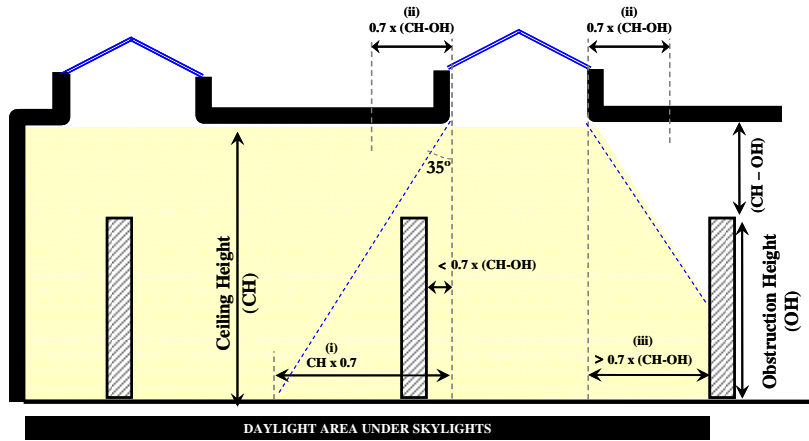 (ii)
0.7 x (CH-OH)
(ii)
0.7 x (CH-OH)
35°
(CH – OH)
Ceiling Height
(CH)
< 0.7 x (CH-OH)
Obstruction Height
(OH)
(i)
CH x 0.7
(iii)
> 0.7 x (CH-OH)
DAYLIGHT AREA UNDER SKYLIGHTS